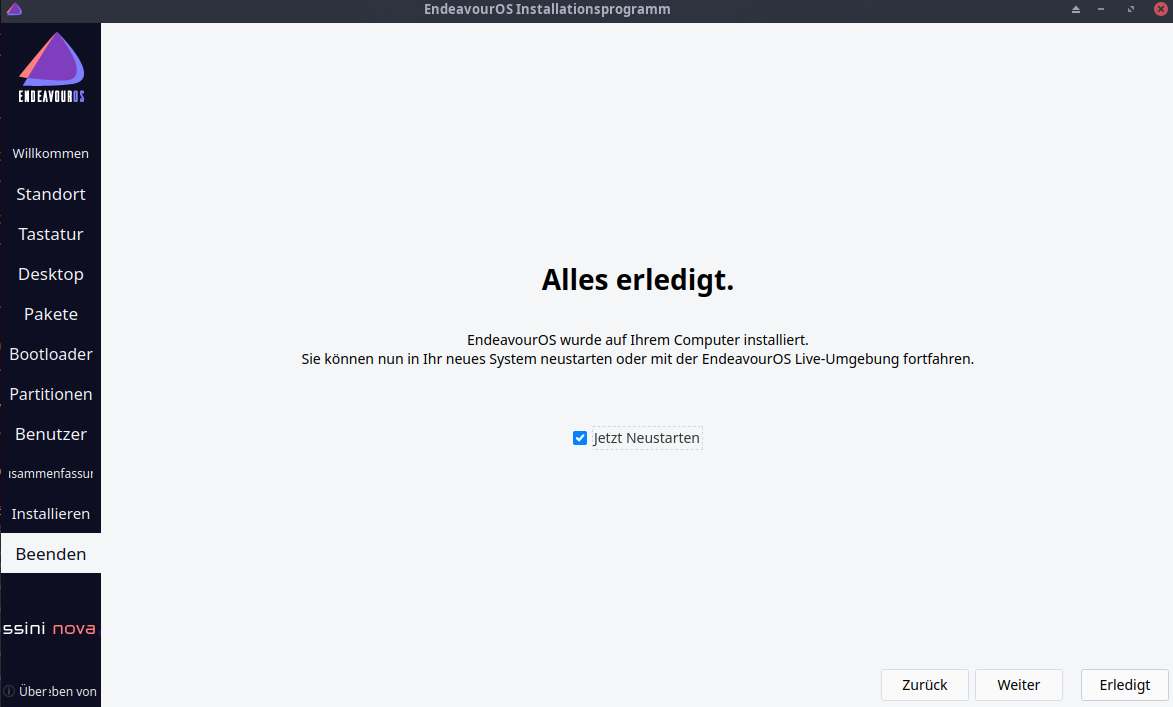 EndeavourOS Installationsprogramm
ENDEAVOUROS
Willkommen
Standort
Tastatur
Desktop
Pakete
Bootloader
Partitionen
Benutzer
usammenfassur
Installieren
Beenden
ssini nova
Über
ben von
Alles erledigt.
EndeavourOS wurde auf Ihrem Computer installiert.
Sie können nun in Ihr neues System neustarten oder mit der EndeavourOS Live-Umgebung fortfahren.
Jetzt Neustarten
Zurück
Weiter
Erledigt